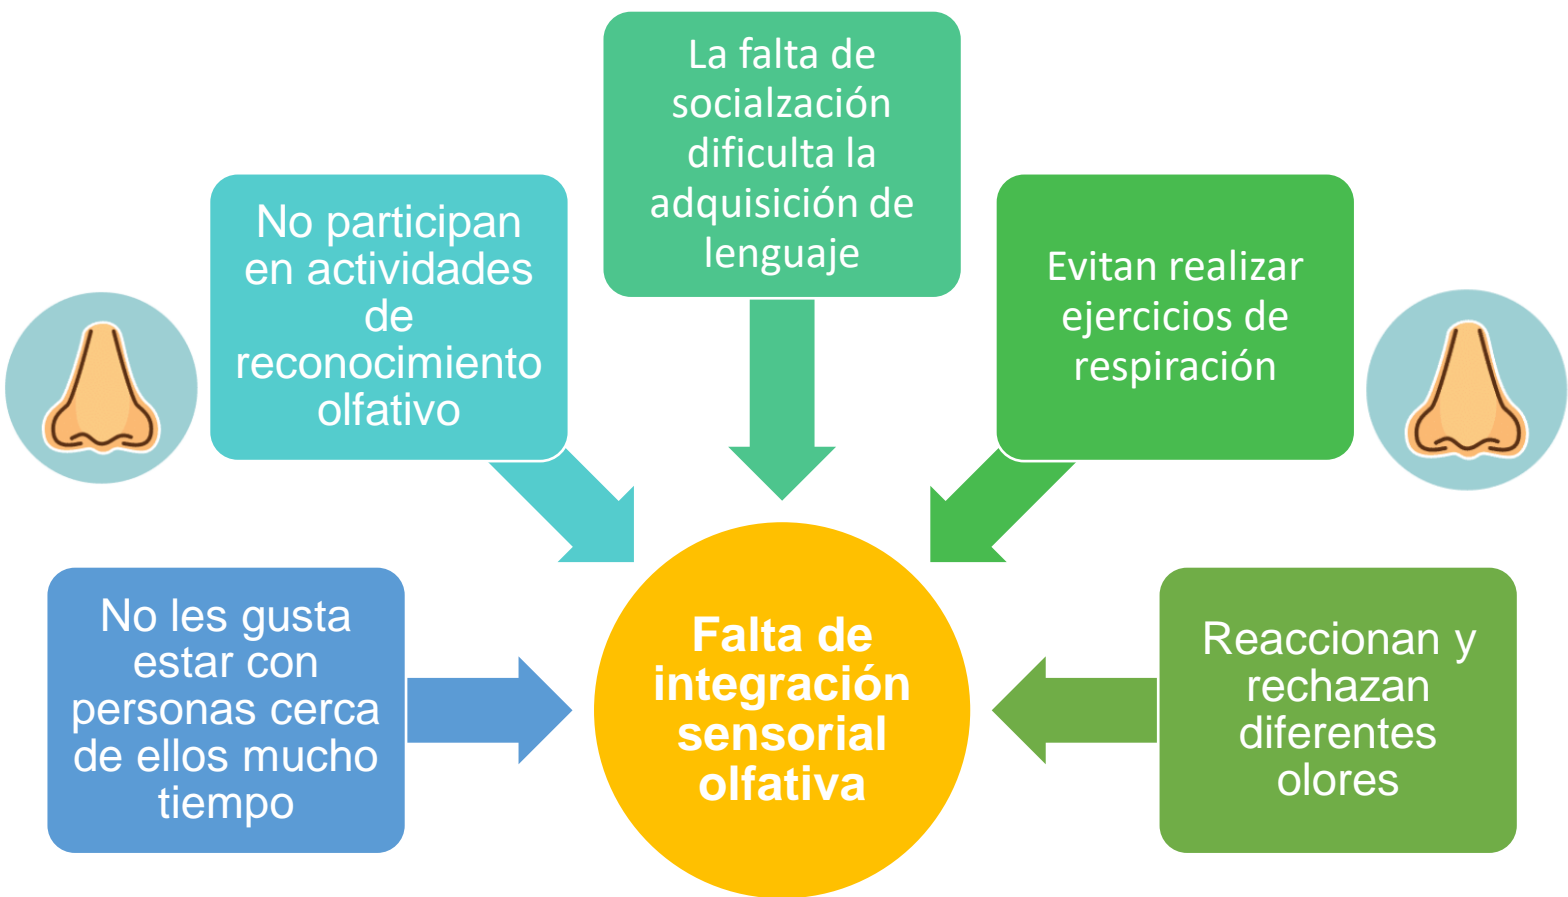 No les gusta
estar con
personas cerca
de ellos mucho
tiempo
No participan
en actividades
de
reconocimiento
olfativo
La falta de
socialzación
dificulta la
adquisición de
lenguaje
Evitan realizar
ejercicios de
respiración
Reaccionan y
rechazan
diferentes
olores
Falta de
integración
sensorial
olfativa